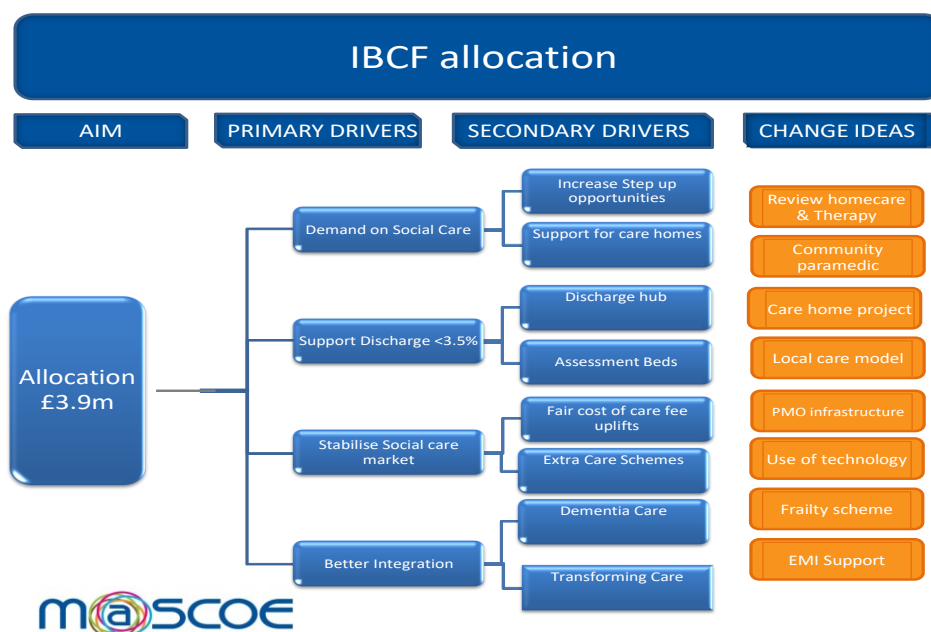 IBCF allocation
AIM
PRIMARY DRIVERS
SECONDARY DRIVERS
CHANGE IDEAS
Allocation
£3.9m
Demand on Social Care
Support Discharge <3.5%
Stabilise Social care
market
Better Integration
Increase Step up
opportunities
Support for care homes
Discharge hub
Assessment Beds
Fair cost of care fee
uplifts
Extra Care Schemes
Dementia Care
Transforming Care
Review homecare
& Therapy
Community
paramedic
Care home project
Local care model
PMO infrastructure
Use of technology
Frailty scheme
EMI Support
m@scoe